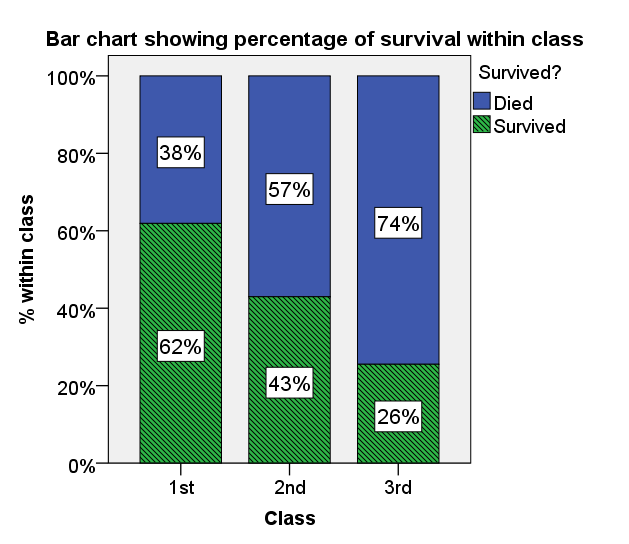 Bar chart showing percentage of survival within class
Survived?
Died
Survived
100%
80%
60%
40%
20%
0%
% within class
38%
57%
74%
62%
43%
26%
1st
2nd
3rd
Class